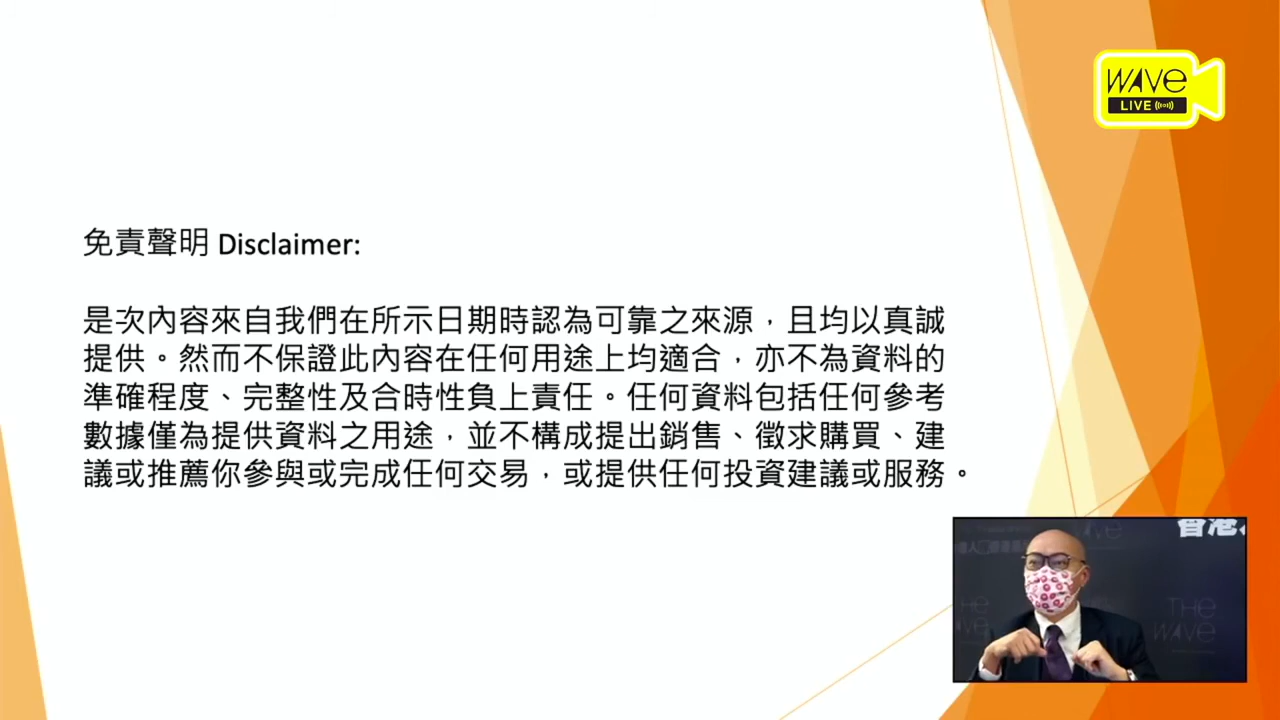 WAVe
LIVE
免責聲明 Disclaimer:
是次內容來自我們在所示日期時認為可靠之來源，且均以真誠
提供。然而不保證此內容在任何用途上均適合，亦不為資料的
準確程度、完整性及合時性負上責任。任何資料包括任何參考
數據僅為提供資料之用途，並不構成提出銷售、徵求購買、建
議或推薦你參與或完成任何交易，或提供任何投資建議或服務。
香港
THe
WAVe